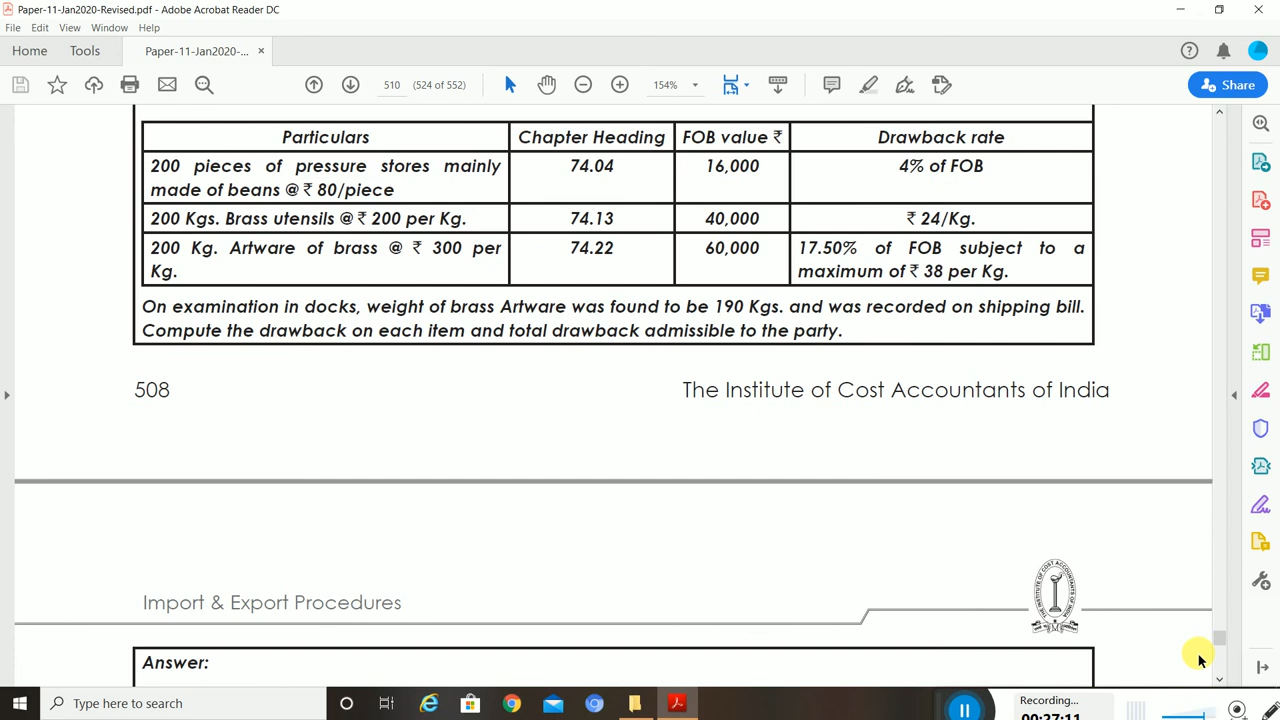 Paper-11-Jan2020-Revised.pdf - Adobe Acrobat Reader DC
File Edit View Window Help
Home Tools Paper-11-Jan2020-... ×
510 (524 of 552) 154% Share
Particulars Chapter Heading FOB value ₹ Drawback rate
200 pieces of pressure stores mainly made of beans @ ₹ 80/piece 74.04 16,000 4% of FOB
200 Kgs. Brass utensils @ ₹ 200 per Kg. 74.13 40,000 ₹ 24/Kg.
200 Kg. Artware of brass @ ₹ 300 per Kg. 74.22 60,000 17.50% of FOB subject to a maximum of ₹ 38 per Kg.
On examination in docks, weight of brass Artware was found to be 190 Kgs. and was recorded on shipping bill.
Compute the drawback on each item and total drawback admissible to the party.
508 The Institute of Cost Accountants of India
Import & Export Procedures
Answer:
Type here to search
Recording...
00:27:11